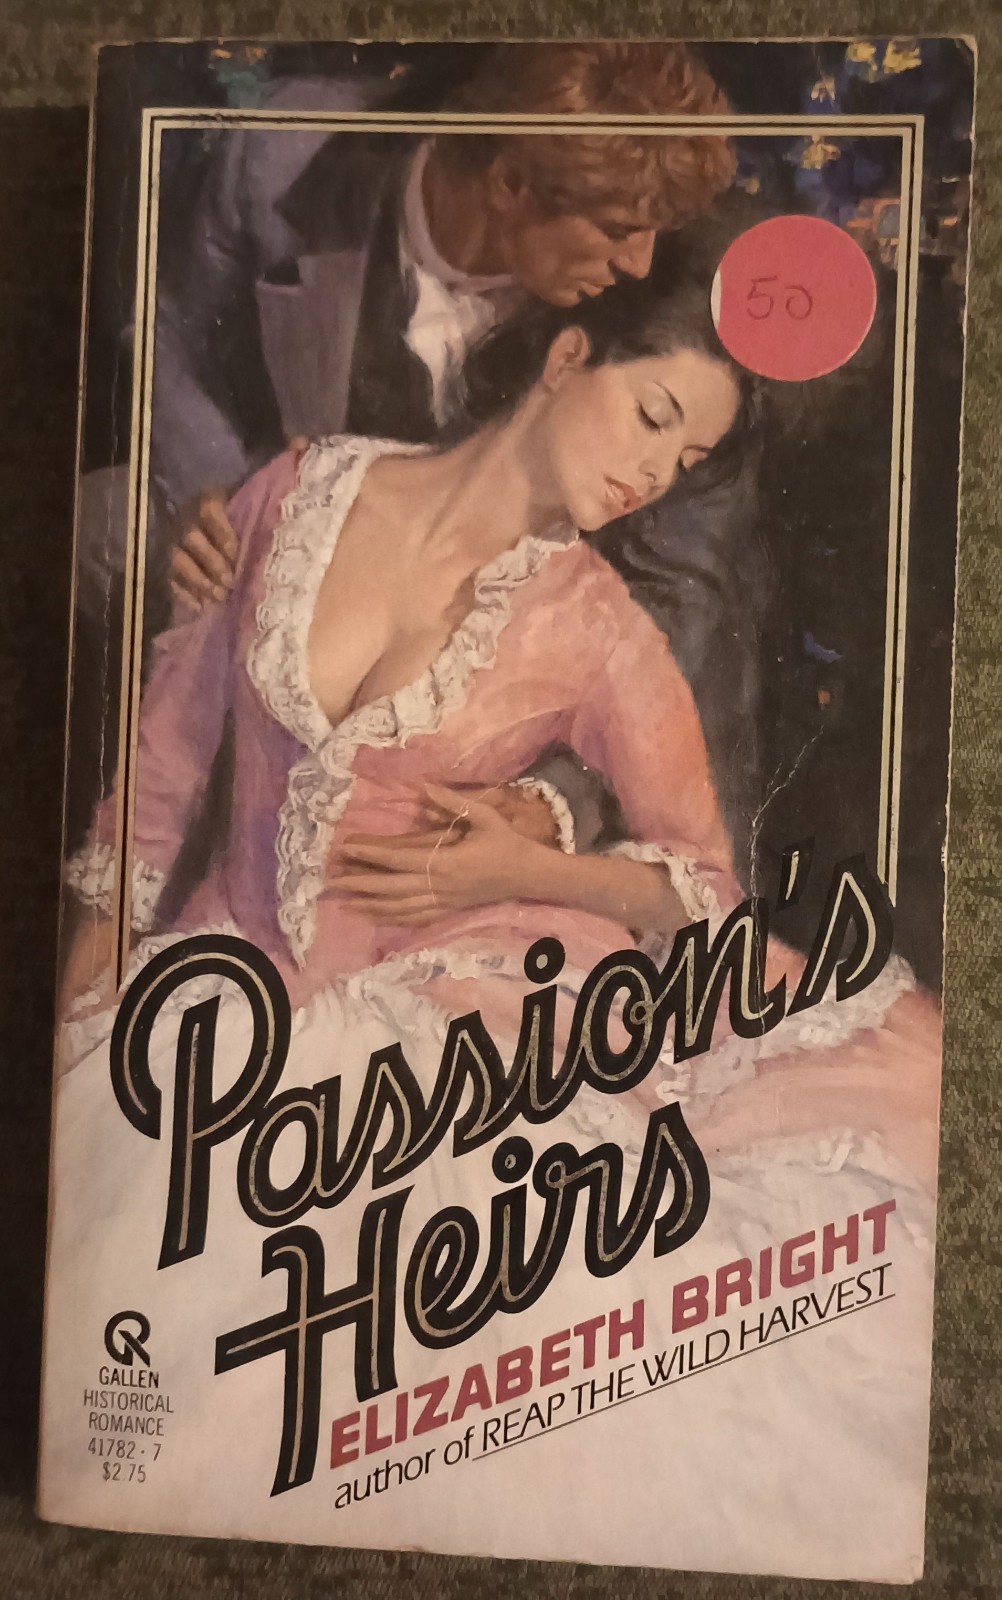 50
Passion's
Heirs
ELIZABETH BRIGHT
author of REAP THE WILD HARVEST
GALLEN
HISTORICAL
ROMANCE
41782-7
$2.75